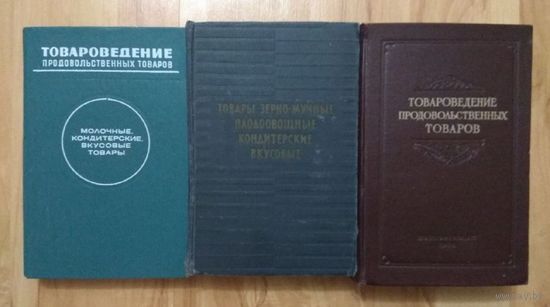 ТОВАРОВЕДЕНИЕ
ПРОДОВОЛЬСТВЕННЫХ ТОВАРОВ
МОЛОЧНЫЕ,
КОНДИТЕРСКИЕ,
ВКУСОВЫЕ
ТОВАРЫ
ТОВАРЫ ЗЕРНО-МУЧНЫЕ
ПЛОДООВОЩНЫЕ
КОНДИТЕРСКИЕ
ВКУСОВЫЕ
ТОВАРОВЕДЕНИЕ
ПРОДОВОЛЬСТВЕННЫХ
ТОВАРОВ